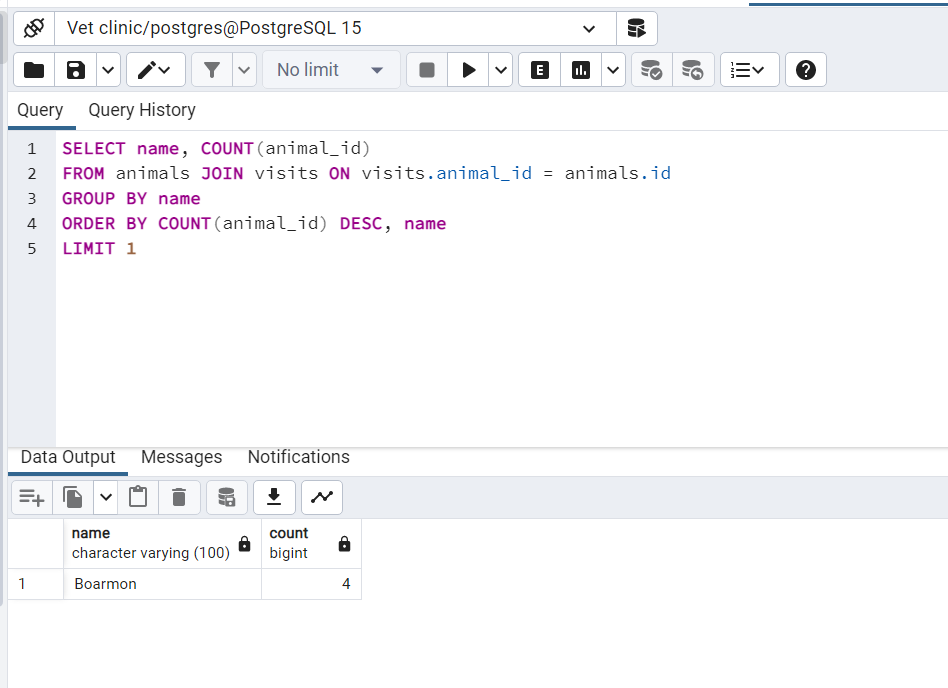 Vet clinic/postgres@PostgreSQL 15
No limit
E
Query Query History
1 SELECT name, COUNT(animal_id)
2 FROM animals JOIN visits ON visits.animal_id = animals.id
3 GROUP BY name
4 ORDER BY COUNT(animal_id) DESC, name
5 LIMIT 1
Data Output Messages Notifications
name count
character varying (100) bigint
1 Boarmon 4